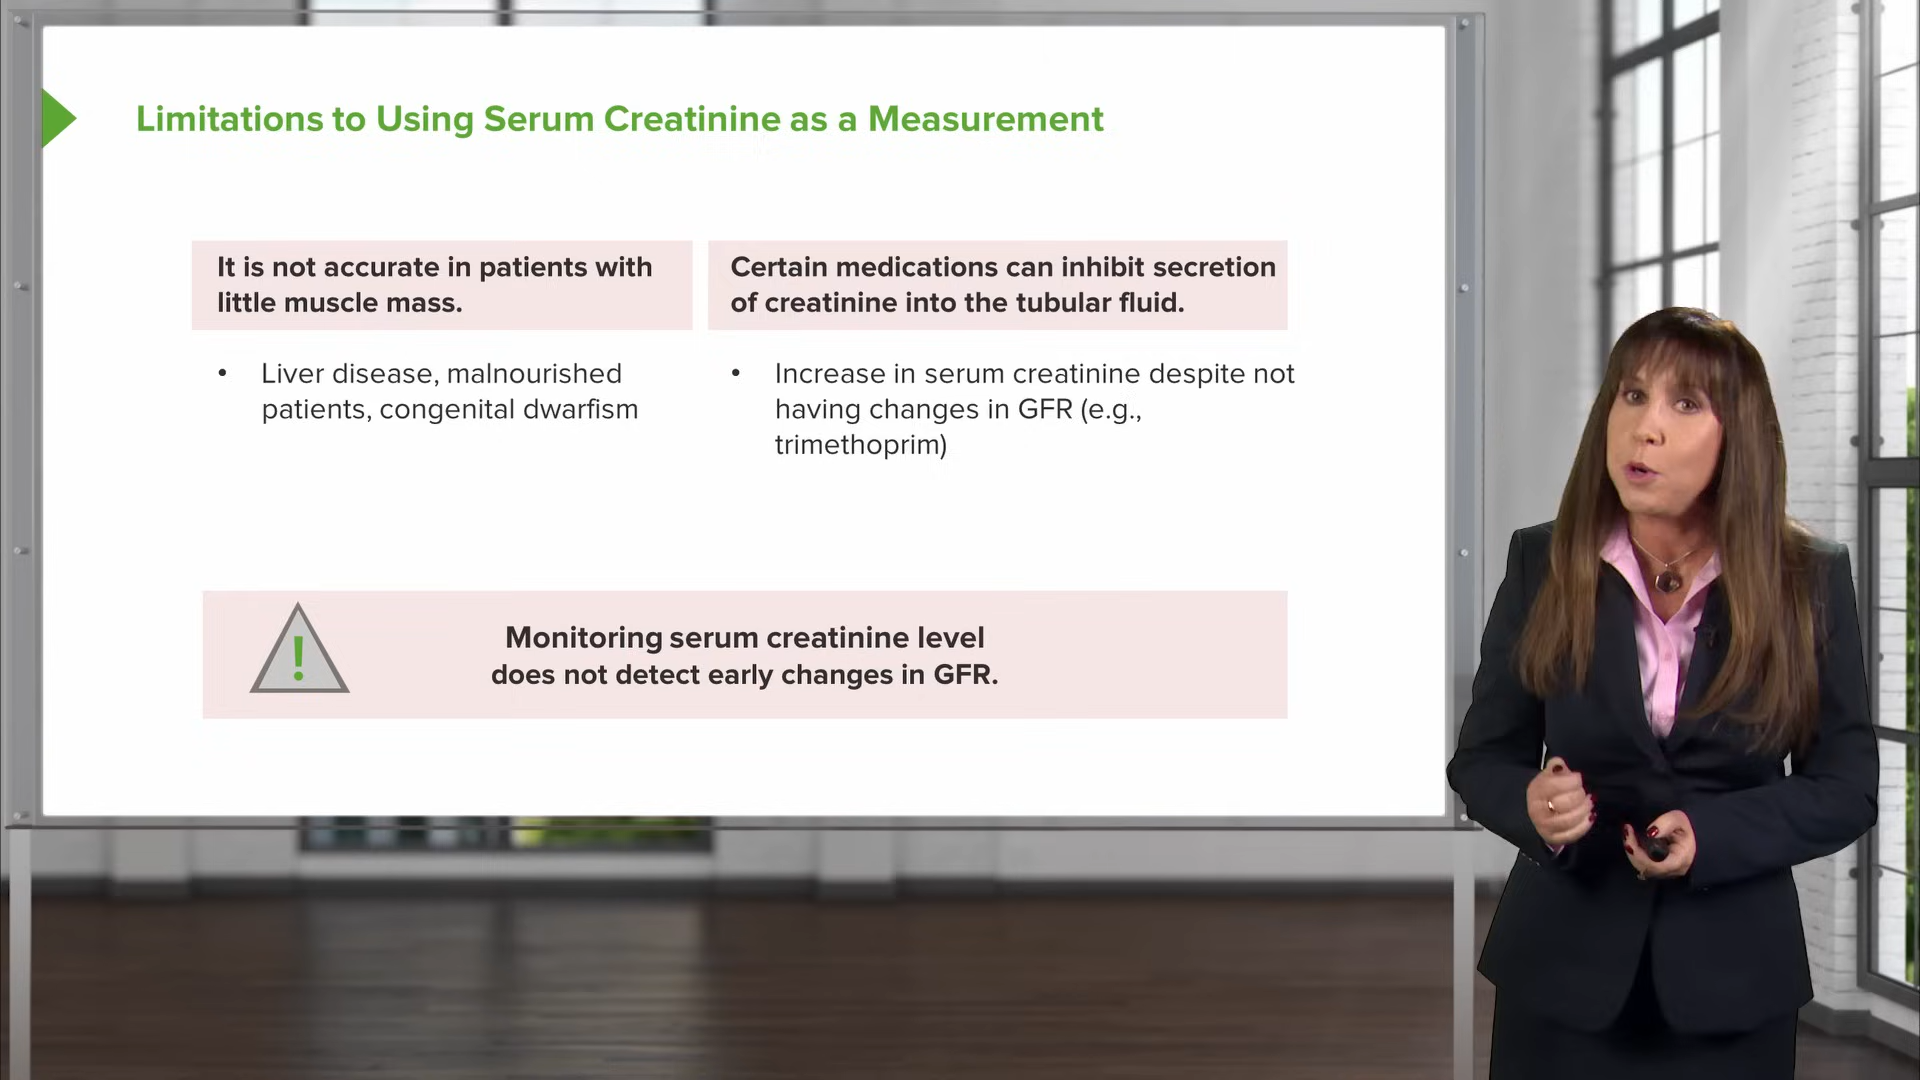 Limitations to Using Serum Creatinine as a Measurement
It is not accurate in patients with
little muscle mass.
• Liver disease, malnourished
patients, congenital dwarfism
Certain medications can inhibit secretion
of creatinine into the tubular fluid.
• Increase in serum creatinine despite not
having changes in GFR (e.g.,
trimethoprim)
!
Monitoring serum creatinine level
does not detect early changes in GFR.